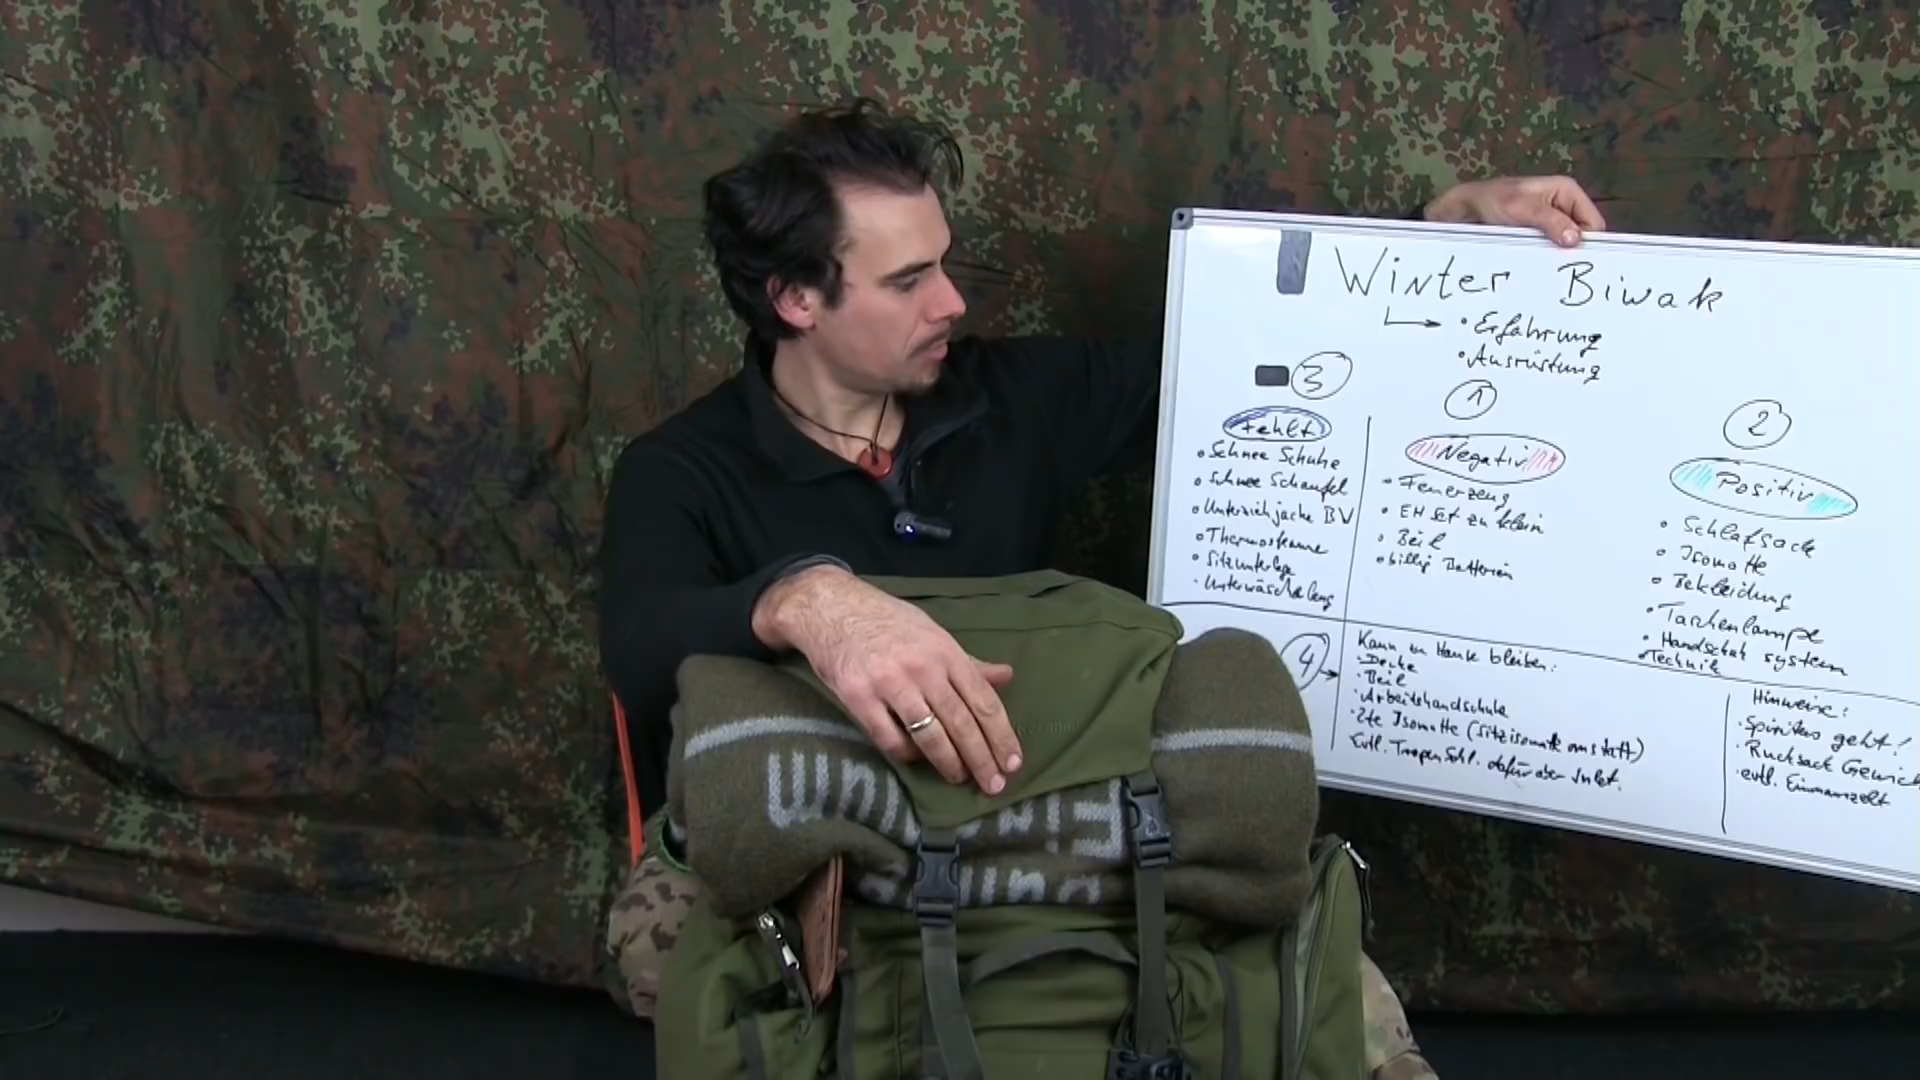 Winter Biwak
• Erfahrung
• Ausrüstung
3
Fehlt
• Schnee Schuhe
• Schnee Schaufel
• Unterziehjacke BV
• Thermoskanne
• Sitzunterlage
• Unterwäsche lang
1
Negativ
• Feuerzeug
• EH Set zu klein
• Beil
• billig Batterien
2
Positiv
• Schlafsack
• Isomatte
• Bekleidung
• Taschenlampe
• Handschuh system
• Technik
4
Kann zu Hause bleiben:
• Decke
• Beil
• Arbeitshandschuhe
• 2te Isomatte (Sitzisomatte anstatt)
Evtl. Tropen Schl. dafür aber Inlet.
Hinweise:
• Spiritus geht!
• Rucksack Gewicht
• evtl. Einmannzelt